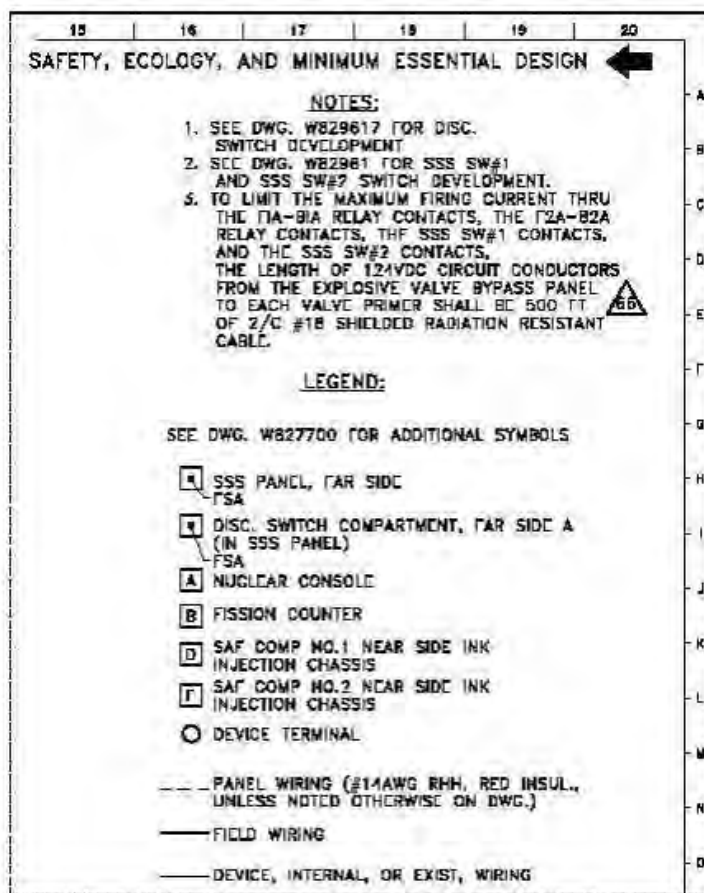 15 16 17 18 19 20
SAFETY, ECOLOGY, AND MINIMUM ESSENTIAL DESIGN
NOTES:
1. SEE DWG. W829617 FOR DISC.
SWITCH DEVELOPMENT
2. SEE DWG. W82961 FOR SSS SW#1
AND SSS SW#2 SWITCH DEVELOPMENT.
TO LIMIT THE MAXIMUM FIRING CURRENT THRU
THE RELAY CONTACTS, THE
RELAY CONTACTS, THE SSS SW#1 CONTACTS,
AND THE SSS SW#2 CONTACTS,
THE LENGTH OF 124VDC CIRCUIT CONDUCTORS
FROM THE EXPLOSIVE VALVE BYPASS PANEL
TO EACH VALVE PRIMER SHALL BE 500 FT
OF 2/C #18 SHIELDED RADIATION RESISTANT
CABLE.
LEGEND:
SEE DWG. W827700 FOR ADDITIONAL SYMBOLS
SSS PANEL, FAR SIDE
FSA
DISC. SWITCH COMPARTMENT, FAR SIDE A
(IN SSS PANEL)
FSA
A NUCLEAR CONSOLE
B FISSION COUNTER
D SAF COMP NO.1 NEAR SIDE INK
INJECTION CHASSIS
F SAF COMP NO.2 NEAR SIDE INK
INJECTION CHASSIS
DEVICE TERMINAL
PANEL WIRING (#14AWG RHH, RED INSUL.,
UNLESS NOTED OTHERWISE ON DWG.)
FIELD WIRING
DEVICE, INTERNAL, OR EXIST, WIRING
A
B
C
D
E
F
G
H
I
J
K
L
M
N
O